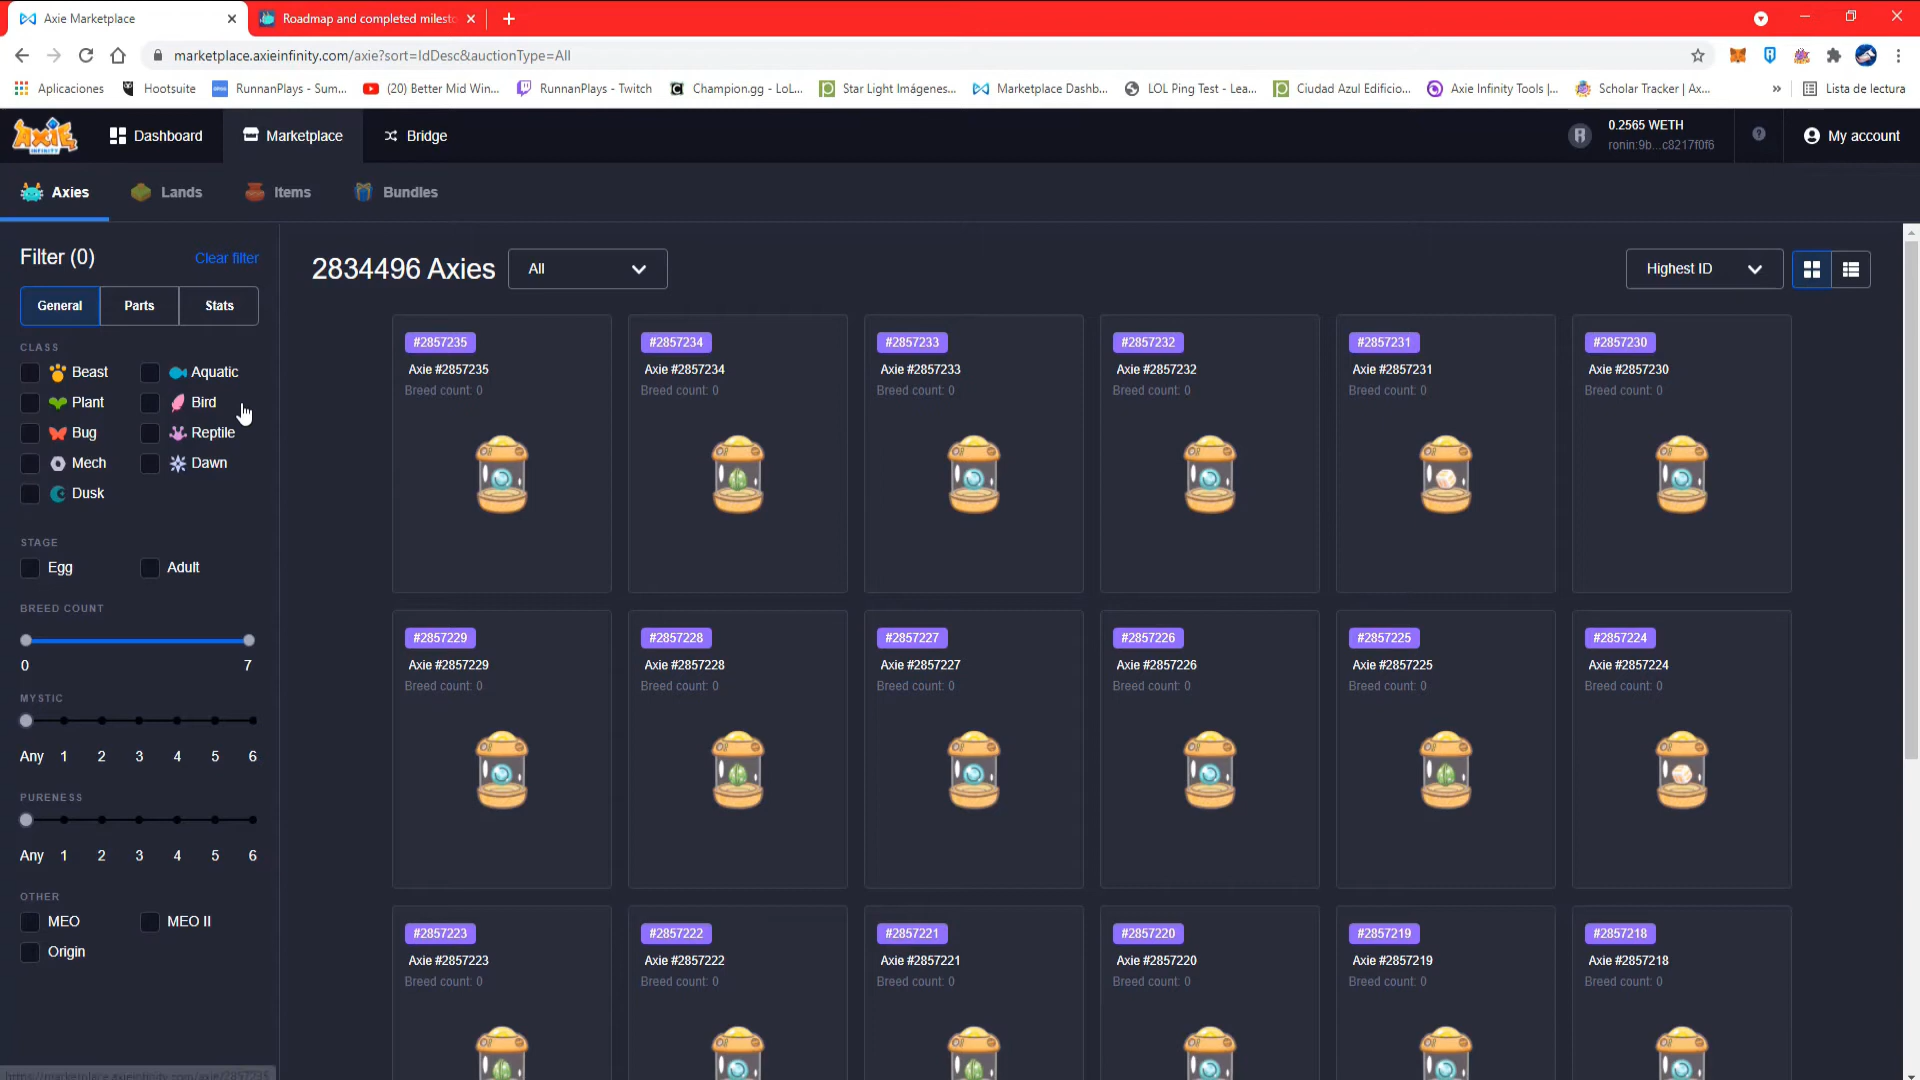 Axie Marketplace
Roadmap and completed milesto
marketplace.axieinfinity.com/axie?sort=IdDesc&auctionType=All
Aplicaciones Hootsuite RunnanPlays - Sum... (20) Better Mid Win... RunnanPlays - Twitch Champion.gg - LoL... Star Light Imágenes... Marketplace Dashb... LOL Ping Test - Lea... Ciudad Azul Edificio... Axie Infinity Tools |... Scholar Tracker | Ax... » Lista de lectura
AXIE INFINITY Dashboard Marketplace Bridge
0.2565 WETH
ronin:9b...c8217f0f6
My account
Axies Lands Items Bundles
Filter (0) Clear filter
General Parts Stats
CLASS
Beast Aquatic
Plant Bird
Bug Reptile
Mech Dawn
Dusk
STAGE
Egg Adult
BREED COUNT
0 7
MYSTIC
Any 1 2 3 4 5 6
PURENESS
Any 1 2 3 4 5 6
OTHER
MEO MEO II
Origin
2834496 Axies All Highest ID
#2857235 #2857234 #2857233 #2857232 #2857231 #2857230
Axie #2857235 Axie #2857234 Axie #2857233 Axie #2857232 Axie #2857231 Axie #2857230
Breed count: 0 Breed count: 0 Breed count: 0 Breed count: 0 Breed count: 0 Breed count: 0
#2857229 #2857228 #2857227 #2857226 #2857225 #2857224
Axie #2857229 Axie #2857228 Axie #2857227 Axie #2857226 Axie #2857225 Axie #2857224
Breed count: 0 Breed count: 0 Breed count: 0 Breed count: 0 Breed count: 0 Breed count: 0
#2857223 #2857222 #2857221 #2857220 #2857219 #2857218
Axie #2857223 Axie #2857222 Axie #2857221 Axie #2857220 Axie #2857219 Axie #2857218
Breed count: 0 Breed count: 0 Breed count: 0 Breed count: 0 Breed count: 0 Breed count: 0
https://marketplace.axieinfinity.com/axie/2857235